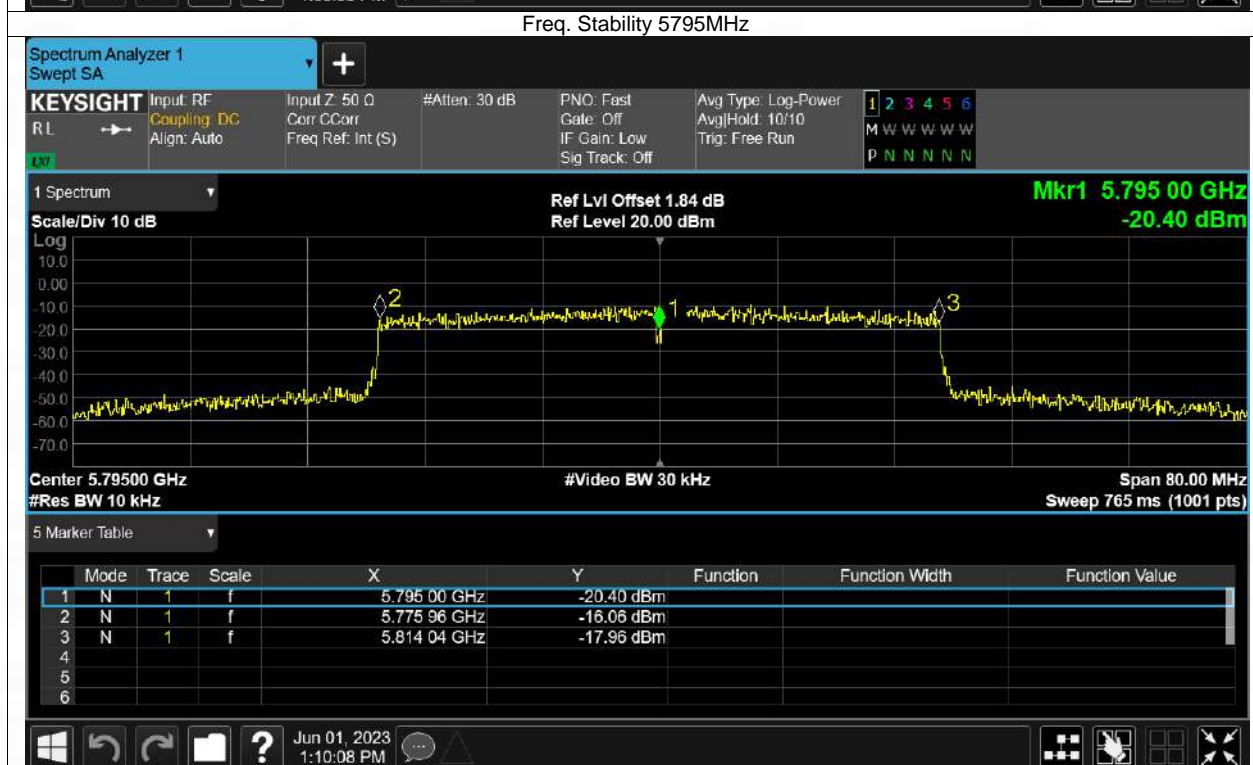 Freq. Stability 5795MHz
Spectrum Analyzer 1
Swept SA
+
KEYSIGHT Input: RF Input Z: 50 Ω #Atten: 30 dB PNO: Fast Avg Type: Log-Power 1 2 3 4 5 6
RL Coupling: DC Corr CCorr Gate: Off Avg|Hold: 10/10 M W W W W W
Align: Auto Freq Ref: Int (S) IF Gain: Low Trig: Free Run
LXI Sig Track: Off P N N N N N
1 Spectrum Ref Lvl Offset 1.84 dB Mkr1 5.795 00 GHz
Scale/Div 10 dB Ref Level 20.00 dBm -20.40 dBm
Log
10.0
0.00
-10.0 2 1 3
-20.0
-30.0
-40.0
-50.0
-60.0
-70.0
Center 5.79500 GHz #Video BW 30 kHz Span 80.00 MHz
#Res BW 10 kHz Sweep 765 ms (1001 pts)
5 Marker Table
Mode Trace Scale X Y Function Function Width Function Value
1 N 1 f 5.795 00 GHz -20.40 dBm
2 N 1 f 5.775 96 GHz -16.06 dBm
3 N 1 f 5.814 04 GHz -17.96 dBm
4
5
6
? Jun 01, 2023
1:10:08 PM